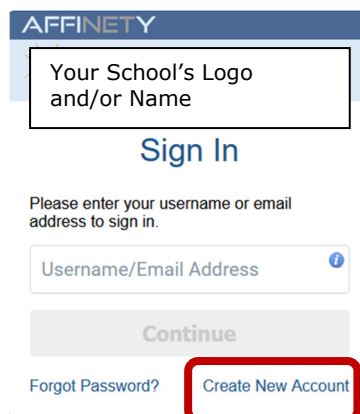 AFFINETY
Your School's Logo
and/or Name
Sign In
Please enter your username or email
address to sign in.
Username/Email Address
i
Continue
Forgot Password? Create New Account